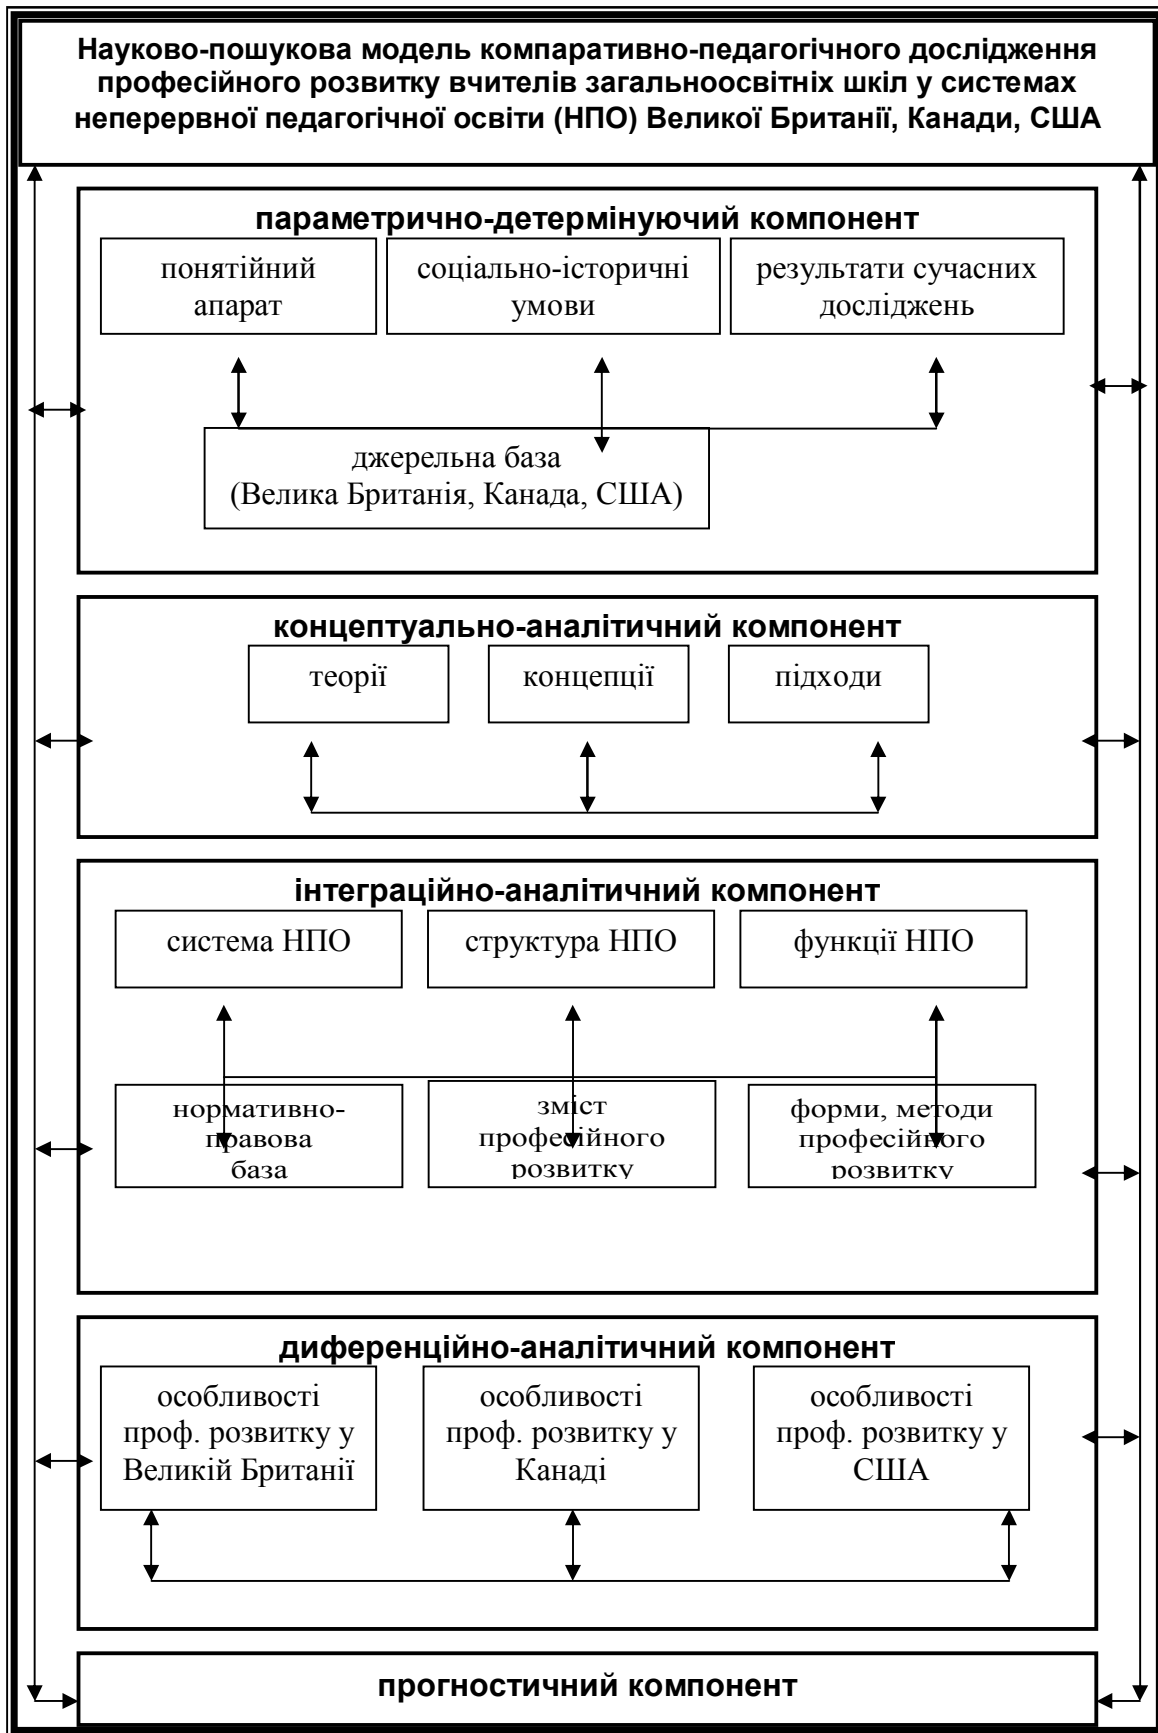 Науково-пошукова модель компаративно-педагогічного дослідження
професійного розвитку вчителів загальноосвітніх шкіл у системах
неперервної педагогічної освіти (НПО) Великої Британії, Канади, США
параметрично-детермінуючий компонент
понятійний
апарат
соціально-історичні
умови
результати сучасних
досліджень
джерельна база
(Велика Британія, Канада, США)
концептуально-аналітичний компонент
теорії
концепції
підходи
інтеграційно-аналітичний компонент
система НПО
структура НПО
функції НПО
нормативно-
правова
база
зміст
професійного
розвитку
форми, методи
професійного
розвитку
диференційно-аналітичний компонент
особливості
проф. розвитку у
Великій Британії
особливості
проф. розвитку у
Канаді
особливості
проф. розвитку у
США
прогностичний компонент